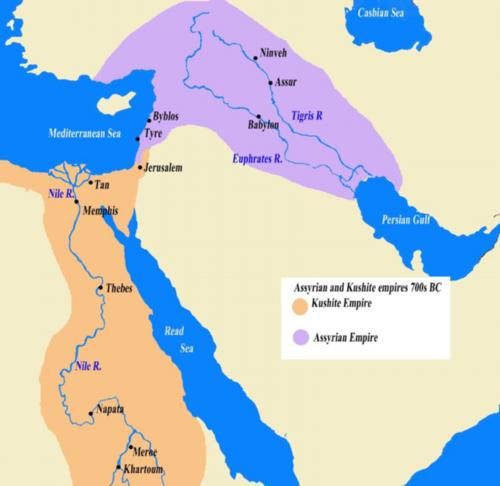 Casbian Sea
Ninveh
Assur
Byblos
Babylon
Tigris R
Mediterranean Sea
Tyre
Euphrates R.
Jerusalem
Tan
Nile R.
Memphis
Persian Gulf
Thebes
Assyrian and Kushite empires 700s BC
Kushite Empire
Read
Sea
Assyrian Empire
Nile R.
Napata
Meroe
Khartoum